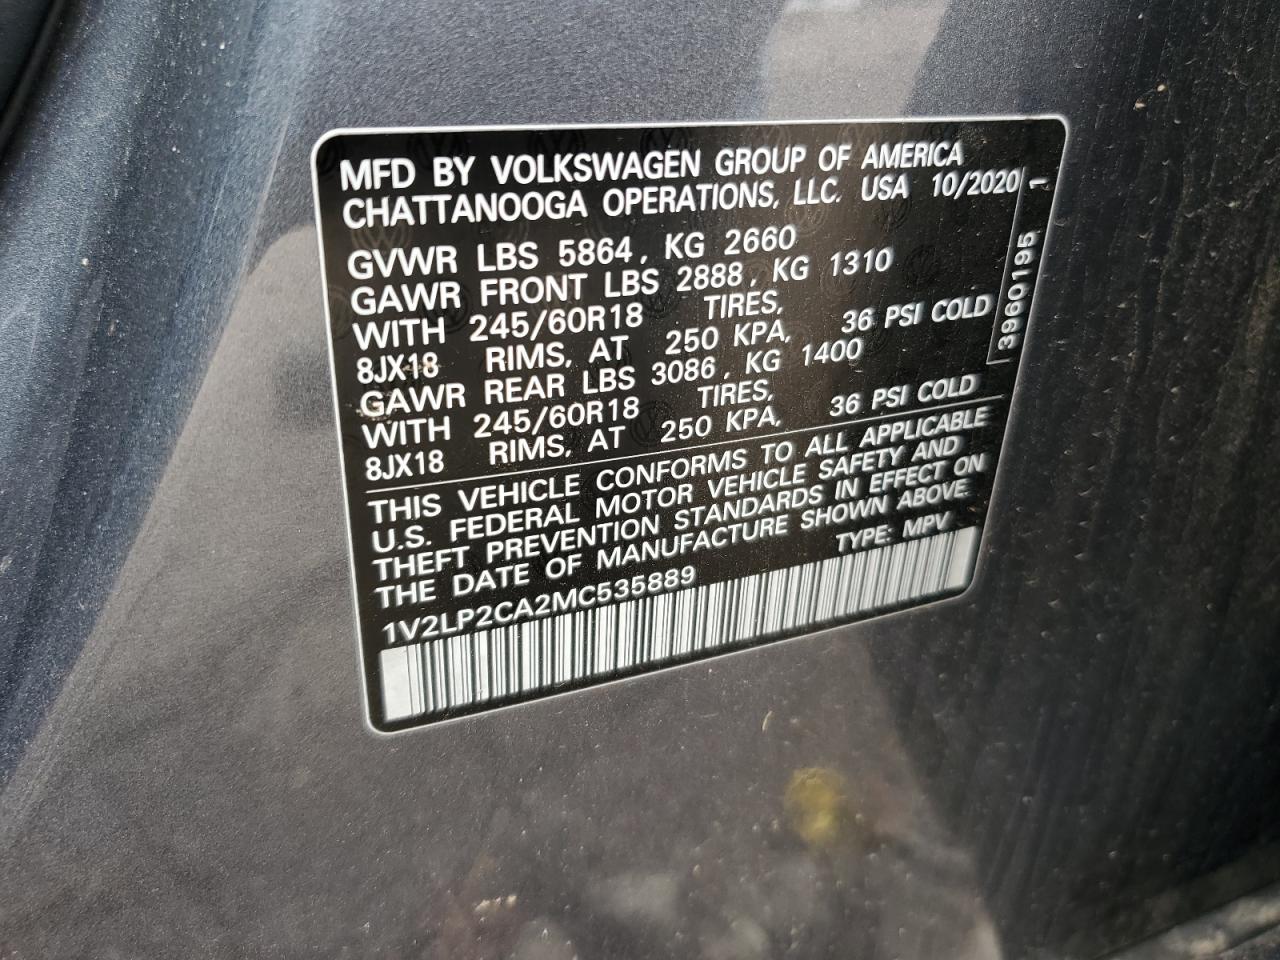 MFD BY VOLKSWAGEN GROUP OF AMERICA
CHATTANOOGA OPERATIONS, LLC. USA 10/2020
GVWR LBS 5864, KG 2660
GAWR FRONT LBS 2888, KG 1310
WITH 245/60R18 TIRES,
8JX18 RIMS, AT 250 KPA, 36 PSI COLD
GAWR REAR LBS 3086, KG 1400
WITH 245/60R18 TIRES,
8JX18 RIMS, AT 250 KPA, 36 PSI COLD
THIS VEHICLE CONFORMS TO ALL APPLICABLE
U.S. FEDERAL MOTOR VEHICLE SAFETY AND
THEFT PREVENTION STANDARDS IN EFFECT ON
THE DATE OF MANUFACTURE SHOWN ABOVE.
1V2LP2CA2MC535889 TYPE: MPV
3960195 1